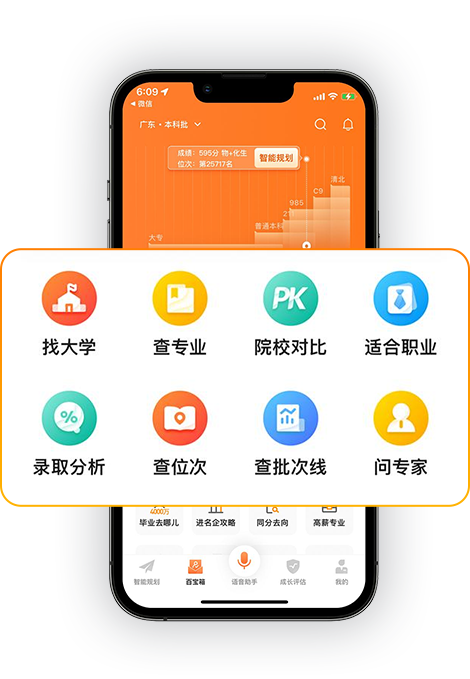 6:09
微信
广东·本科批
成绩：595分 物+化生
位次：第25717名
智能规划
清北
C9
985
211
普通本科
大专
找大学
查专业
PK
院校对比
适合职业
%
录取分析
查位次
查批次线
问专家
4000万
毕业去哪儿
进名企攻略
同分去向
高薪专业
智能规划
百宝箱
语音助手
成长评估
我的